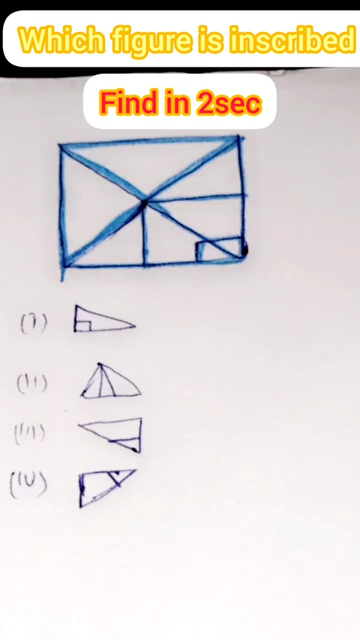 Which figure is inscribed
Find in 2sec
(I)
(II)
(III)
(IV)